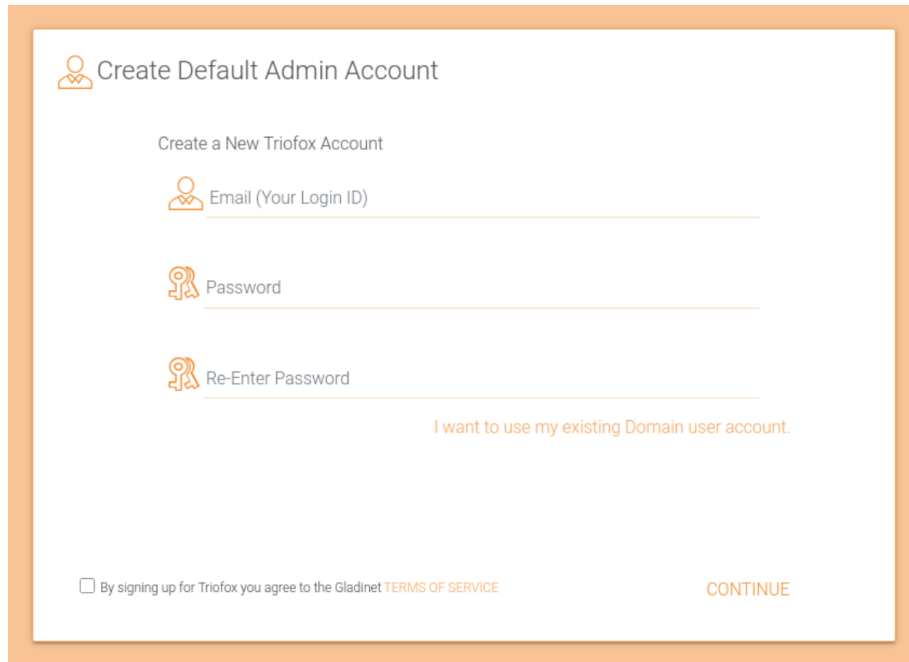 Create Default Admin Account
Create a New Triofox Account
Email (Your Login ID)
Password
Re-Enter Password
I want to use my existing Domain user account.
By signing up for Triofox you agree to the Gladinet TERMS OF SERVICE
CONTINUE